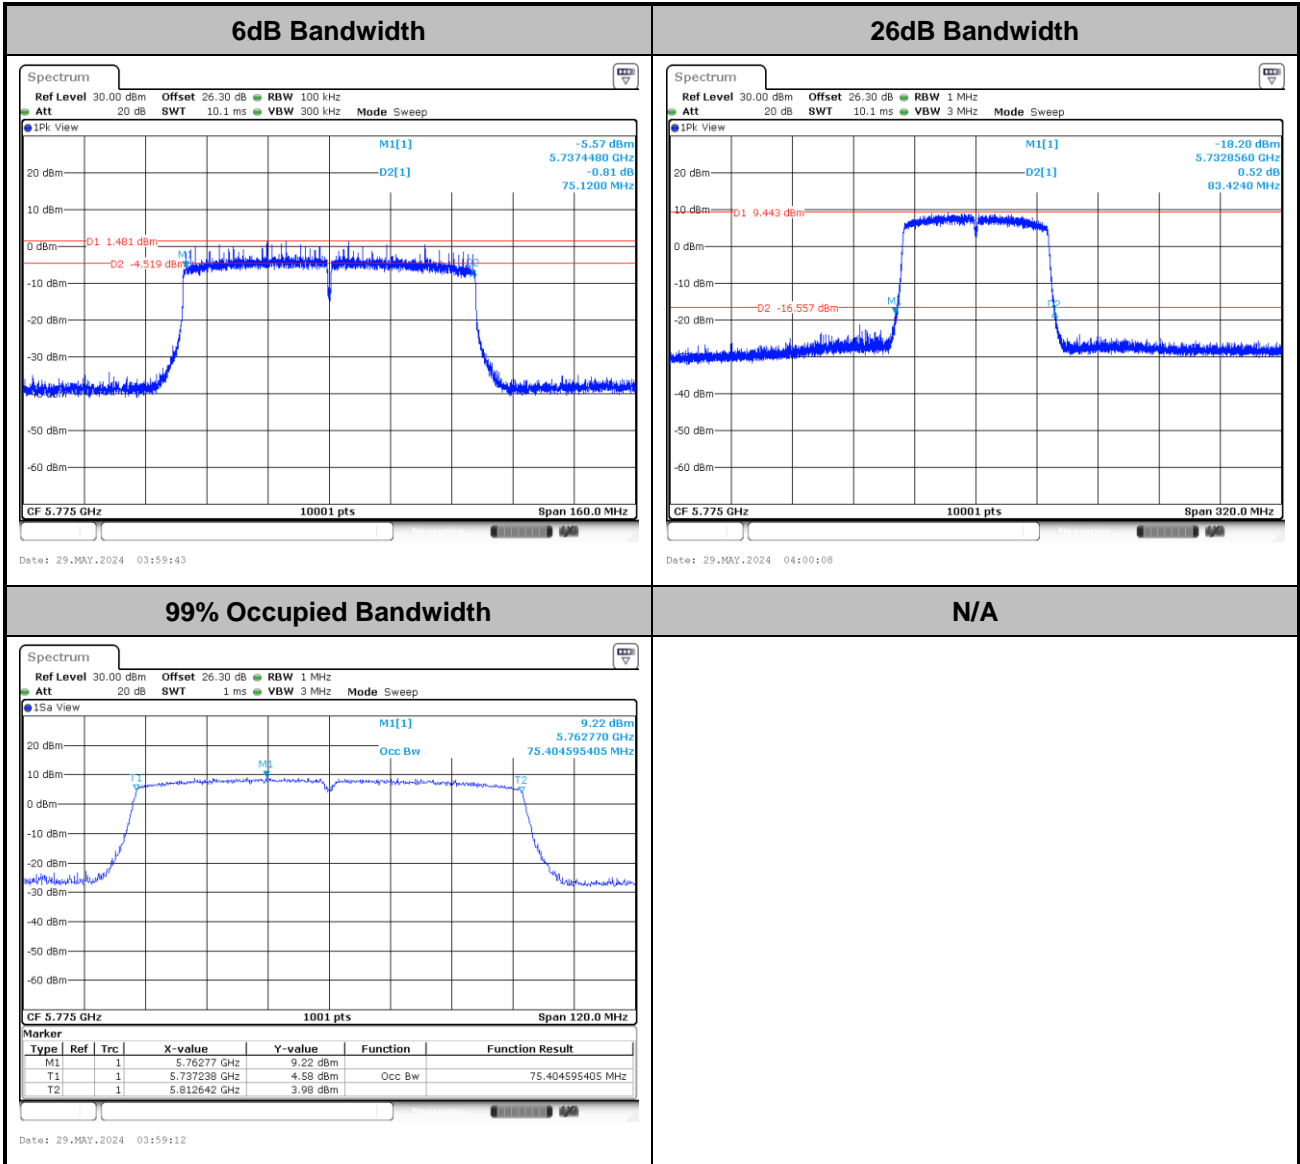 6dB Bandwidth
26dB Bandwidth
Spectrum
Ref Level 30.00 dBm Offset 26.30 dB RBW 100 kHz
Att 20 dB SWT 10.1 ms VBW 300 kHz Mode Sweep
1Pk View
M1[1] -5.57 dBm
5.7374480 GHz
D2[1] -0.81 dB
75.1200 MHz
20 dBm
10 dBm
D1 1.481 dBm
0 dBm
M1
D2 -4.519 dBm
D2
-10 dBm
-20 dBm
-30 dBm
-40 dBm
-50 dBm
-60 dBm
CF 5.775 GHz 10001 pts Span 160.0 MHz
Date: 29.MAY.2024 03:59:43
Spectrum
Ref Level 30.00 dBm Offset 26.30 dB RBW 1 MHz
Att 20 dB SWT 10.1 ms VBW 3 MHz Mode Sweep
1Pk View
M1[1] -18.20 dBm
5.7328560 GHz
D2[1] 0.52 dB
83.4240 MHz
20 dBm
10 dBm
D1 9.443 dBm
0 dBm
-10 dBm
M1
D2 -16.557 dBm
D2
-20 dBm
-40 dBm
-50 dBm
-60 dBm
CF 5.775 GHz 10001 pts Span 320.0 MHz
Date: 29.MAY.2024 04:00:08
99% Occupied Bandwidth
N/A
Spectrum
Ref Level 30.00 dBm Offset 26.30 dB RBW 1 MHz
Att 20 dB SWT 1 ms VBW 3 MHz Mode Sweep
1Sa View
M1[1] 9.22 dBm
5.762770 GHz
Occ Bw 75.404595405 MHz
20 dBm
10 dBm
T1
M1
T2
0 dBm
-10 dBm
-20 dBm
-30 dBm
-40 dBm
-50 dBm
-60 dBm
CF 5.775 GHz 1001 pts Span 120.0 MHz
Marker
Type Ref Trc X-value Y-value Function Function Result
M1 1 5.76277 GHz 9.22 dBm
T1 1 5.737238 GHz 4.58 dBm Occ Bw 75.404595405 MHz
T2 1 5.812642 GHz 3.98 dBm
Date: 29.MAY.2024 03:59:12